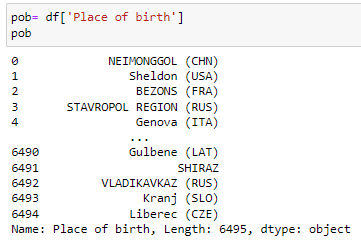 pob= df['Place of birth']
pob
0 NEIMONGGOL (CHN)
1 Sheldon (USA)
2 BEZONS (FRA)
3 STAVROPOL REGION (RUS)
4 Genova (ITA)
...
6490 Gulbene (LAT)
6491 SHIRAZ
6492 VLADIKAVKAZ (RUS)
6493 Kranj (SLO)
6494 Liberec (CZE)
Name: Place of birth, Length: 6495, dtype: object